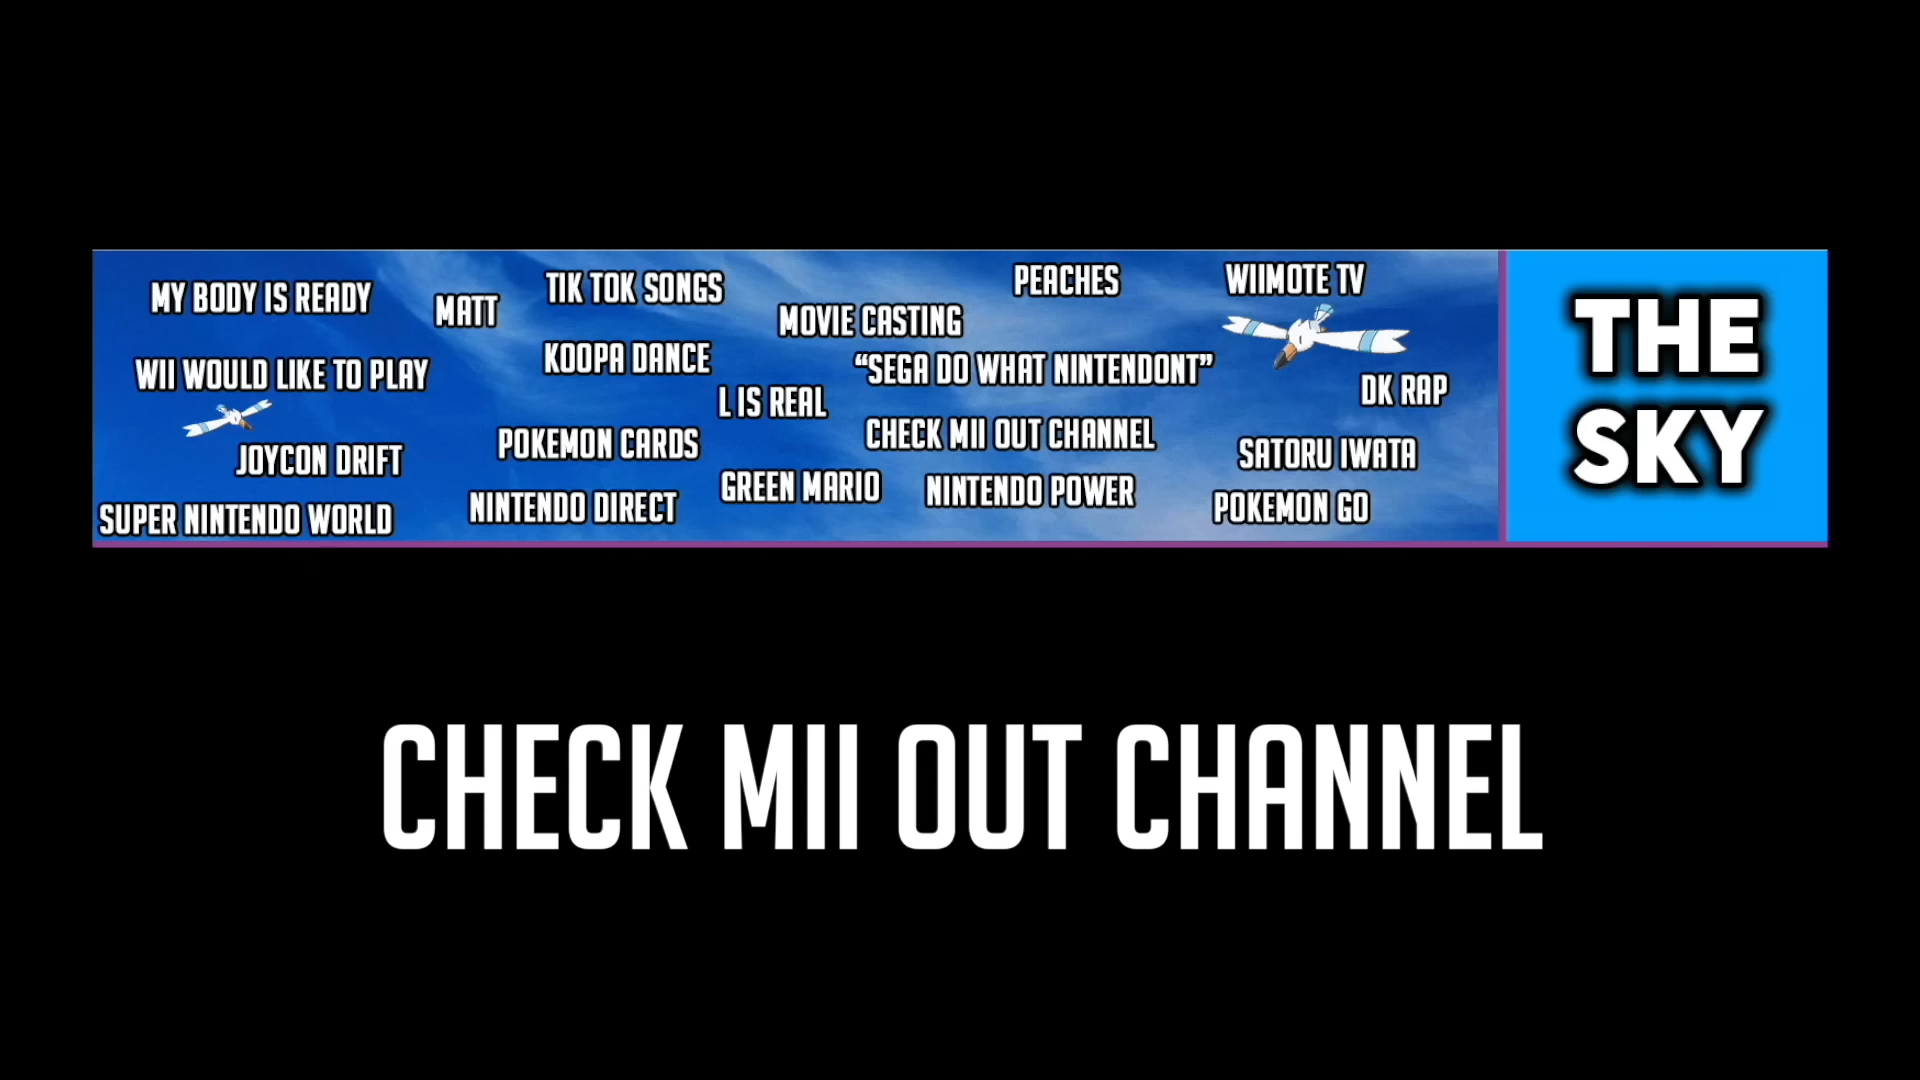 MY BODY IS READY
MATT
TIK TOK SONGS
MOVIE CASTING
PEACHES
WIIMOTE TV
WII WOULD LIKE TO PLAY
KOOPA DANCE
L IS REAL
“SEGA DO WHAT NINTENDONT”
DK RAP
JOYCON DRIFT
POKEMON CARDS
CHECK MII OUT CHANNEL
SATORU IWATA
SUPER NINTENDO WORLD
NINTENDO DIRECT
GREEN MARIO
NINTENDO POWER
POKEMON GO
THE
SKY
CHECK MII OUT CHANNEL